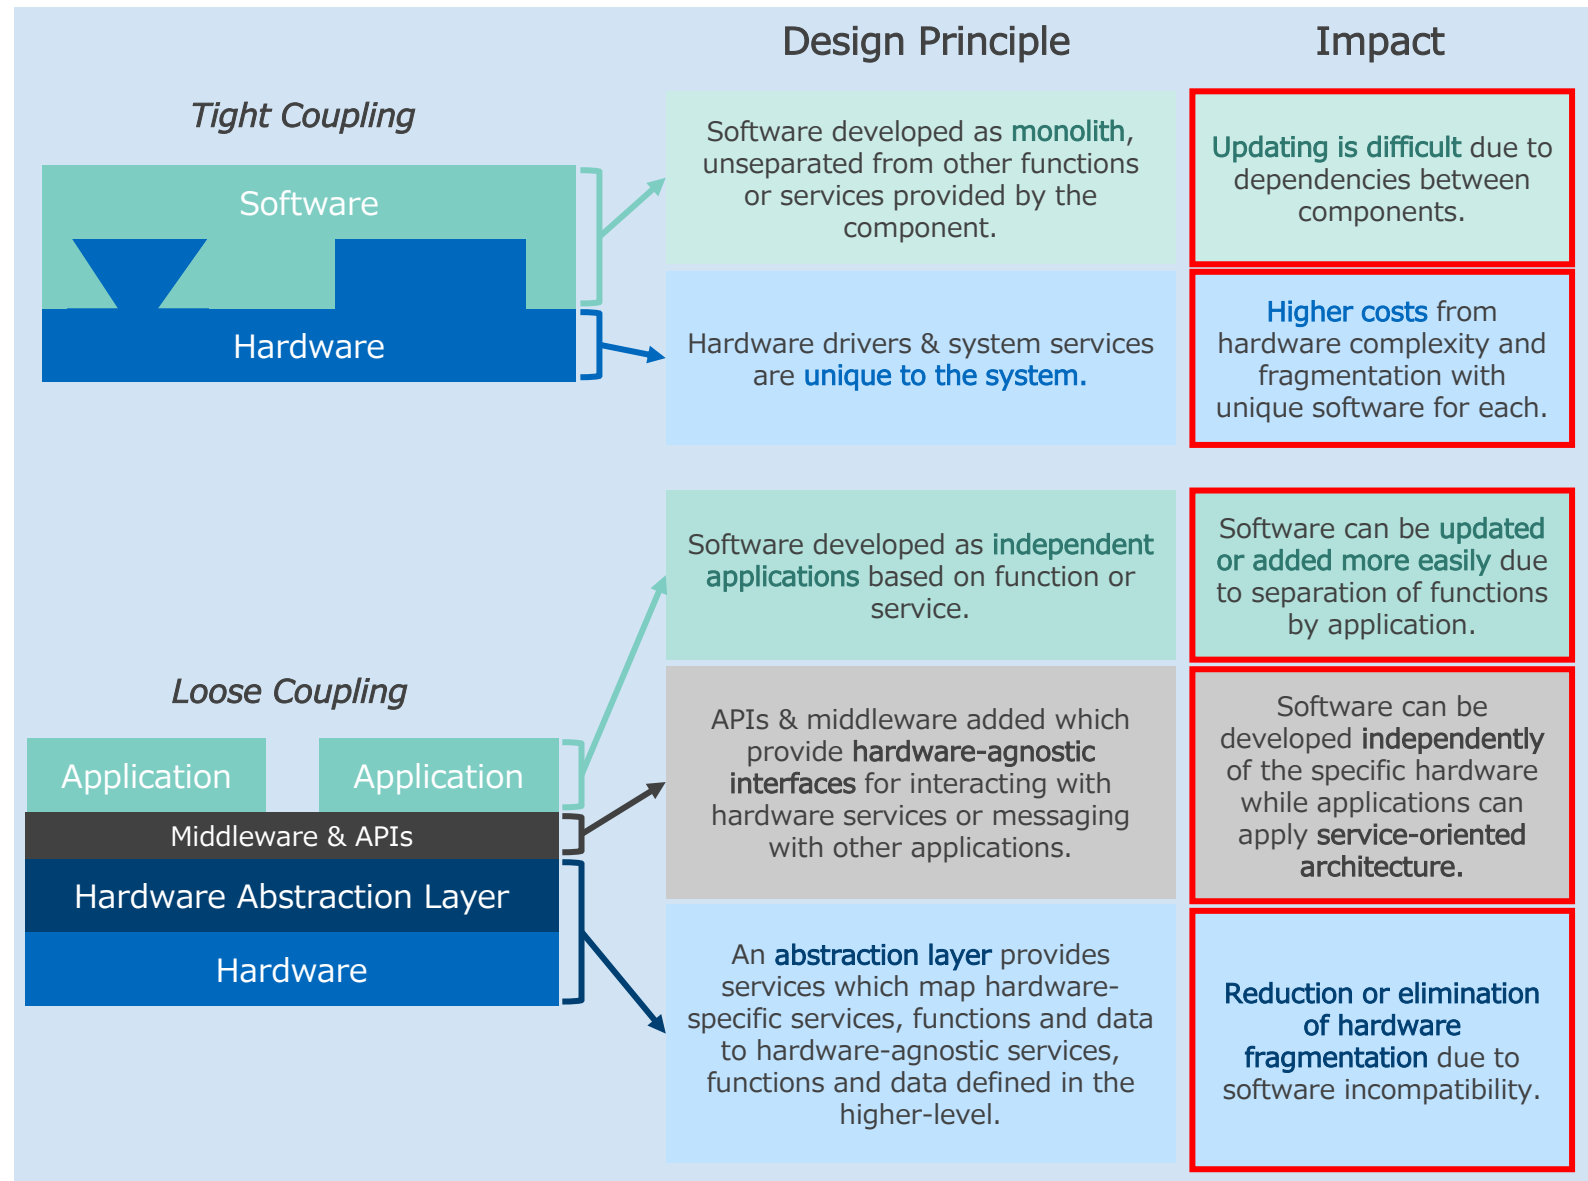 Design Principle
Impact
Tight Coupling
Software
Hardware
Software developed as monolith,
unseparated from other functions
or services provided by the
component.
Updating is difficult due to
dependencies between
components.
Hardware drivers & system services
are unique to the system.
Higher costs from
hardware complexity and
fragmentation with
unique software for each.
Loose Coupling
Application
Application
Middleware & APIs
Hardware Abstraction Layer
Hardware
Software developed as independent
applications based on function or
service.
Software can be updated
or added more easily due
to separation of functions
by application.
APIs & middleware added which
provide hardware-agnostic
interfaces for interacting with
hardware services or messaging
with other applications.
Software can be
developed independently
of the specific hardware
while applications can
apply service-oriented
architecture.
An abstraction layer provides
services which map hardware-
specific services, functions and data
to hardware-agnostic services,
functions and data defined in the
higher-level.
Reduction or elimination
of hardware
fragmentation due to
software incompatibility.